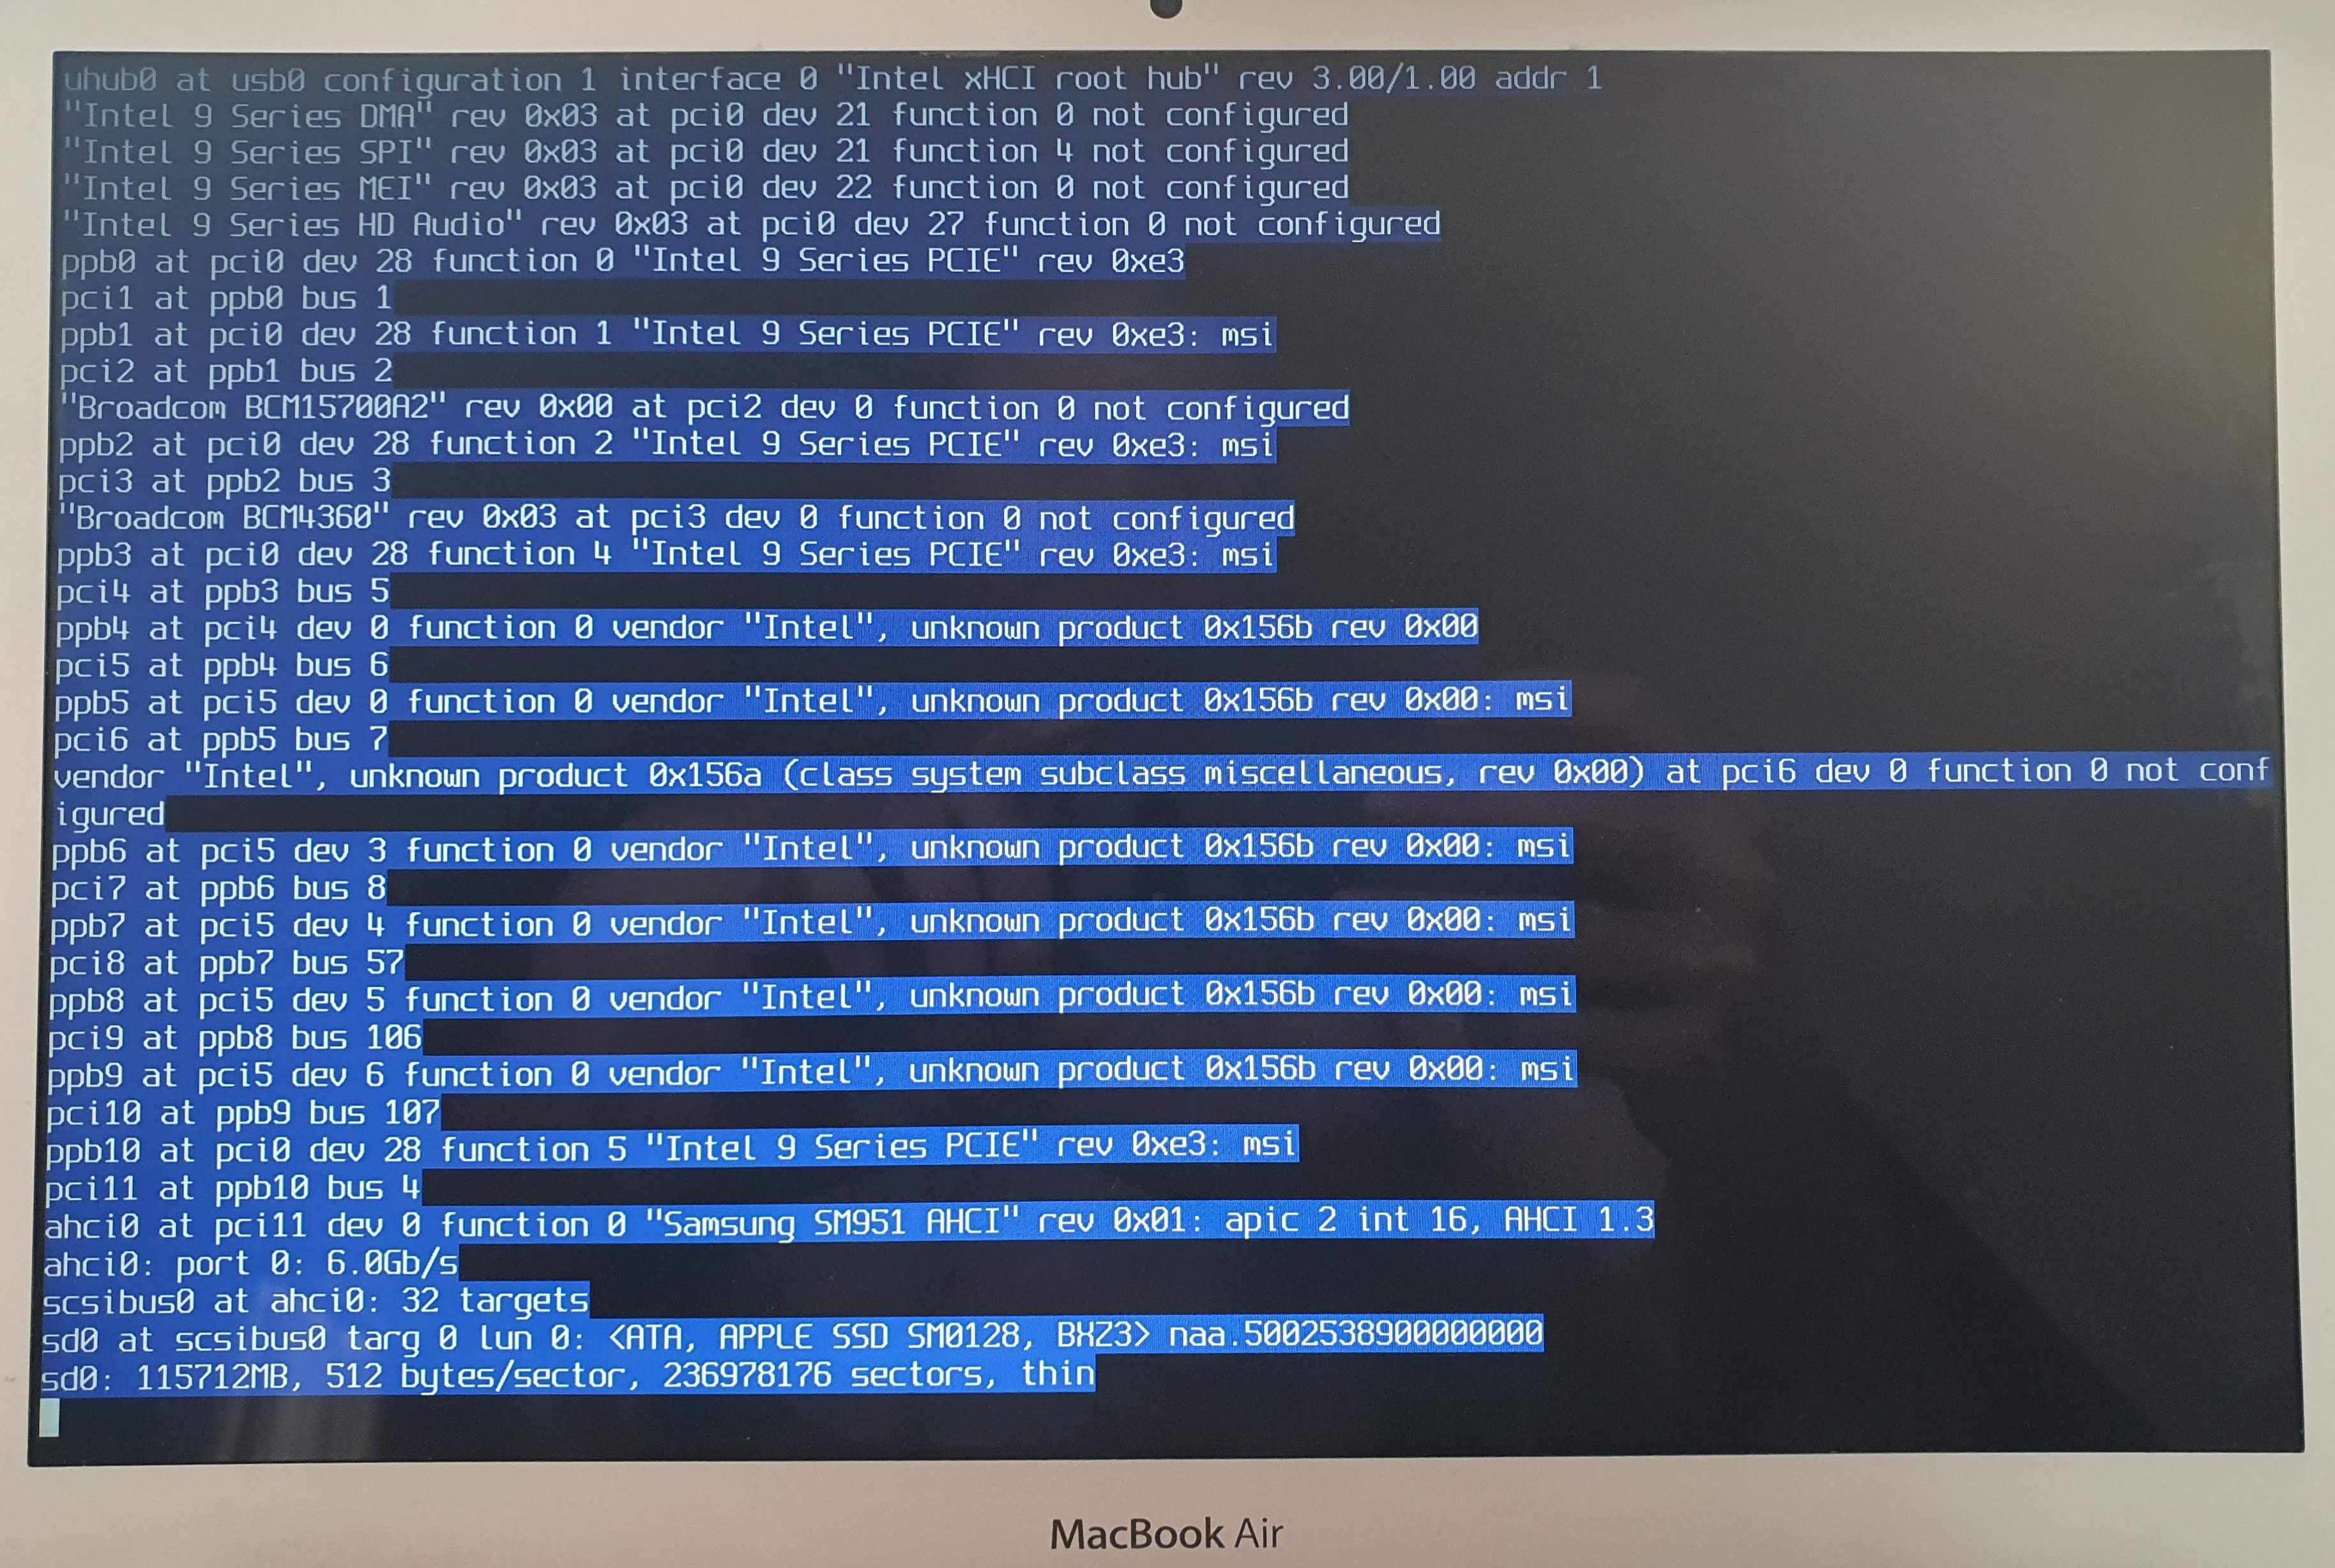 uhub0 at usb0 configuration 1 interface 0 "Intel xHCI root hub" rev 3.00/1.00 addr 1
"Intel 9 Series DMA" rev 0x03 at pci0 dev 21 function 0 not configured
"Intel 9 Series SPI" rev 0x03 at pci0 dev 21 function 4 not configured
"Intel 9 Series MEI" rev 0x03 at pci0 dev 22 function 0 not configured
"Intel 9 Series HD Audio" rev 0x03 at pci0 dev 27 function 0 not configured
ppb0 at pci0 dev 28 function 0 "Intel 9 Series PCIE" rev 0xe3
pci1 at ppb0 bus 1
ppb1 at pci0 dev 28 function 1 "Intel 9 Series PCIE" rev 0xe3: msi
pci2 at ppb1 bus 2
"Broadcom BCM15700A2" rev 0x00 at pci2 dev 0 function 0 not configured
ppb2 at pci0 dev 28 function 2 "Intel 9 Series PCIE" rev 0xe3: msi
pci3 at ppb2 bus 3
"Broadcom BCM4360" rev 0x03 at pci3 dev 0 function 0 not configured
ppb3 at pci0 dev 28 function 4 "Intel 9 Series PCIE" rev 0xe3: msi
pci4 at ppb3 bus 5
ppb4 at pci4 dev 0 function 0 vendor "Intel", unknown product 0x156b rev 0x00
pci5 at ppb4 bus 6
ppb5 at pci5 dev 0 function 0 vendor "Intel", unknown product 0x156b rev 0x00: msi
pci6 at ppb5 bus 7
vendor "Intel", unknown product 0x156a (class system subclass miscellaneous, rev 0x00) at pci6 dev 0 function 0 not conf
igured
ppb6 at pci5 dev 3 function 0 vendor "Intel", unknown product 0x156b rev 0x00: msi
pci7 at ppb6 bus 8
ppb7 at pci5 dev 4 function 0 vendor "Intel", unknown product 0x156b rev 0x00: msi
pci8 at ppb7 bus 57
ppb8 at pci5 dev 5 function 0 vendor "Intel", unknown product 0x156b rev 0x00: msi
pci9 at ppb8 bus 106
ppb9 at pci5 dev 6 function 0 vendor "Intel", unknown product 0x156b rev 0x00: msi
pci10 at ppb9 bus 107
ppb10 at pci0 dev 28 function 5 "Intel 9 Series PCIE" rev 0xe3: msi
pci11 at ppb10 bus 4
ahci0 at pci11 dev 0 function 0 "Samsung SM951 AHCI" rev 0x01: apic 2 int 16, AHCI 1.3
ahci0: port 0: 6.0Gb/s
scsibus0 at ahci0: 32 targets
sd0 at scsibus0 targ 0 lun 0: <ATA, APPLE SSD SM0128, BXZ3> naa.5002538900000000
sd0: 115712MB, 512 bytes/sector, 236978176 sectors, thin
MacBook Air